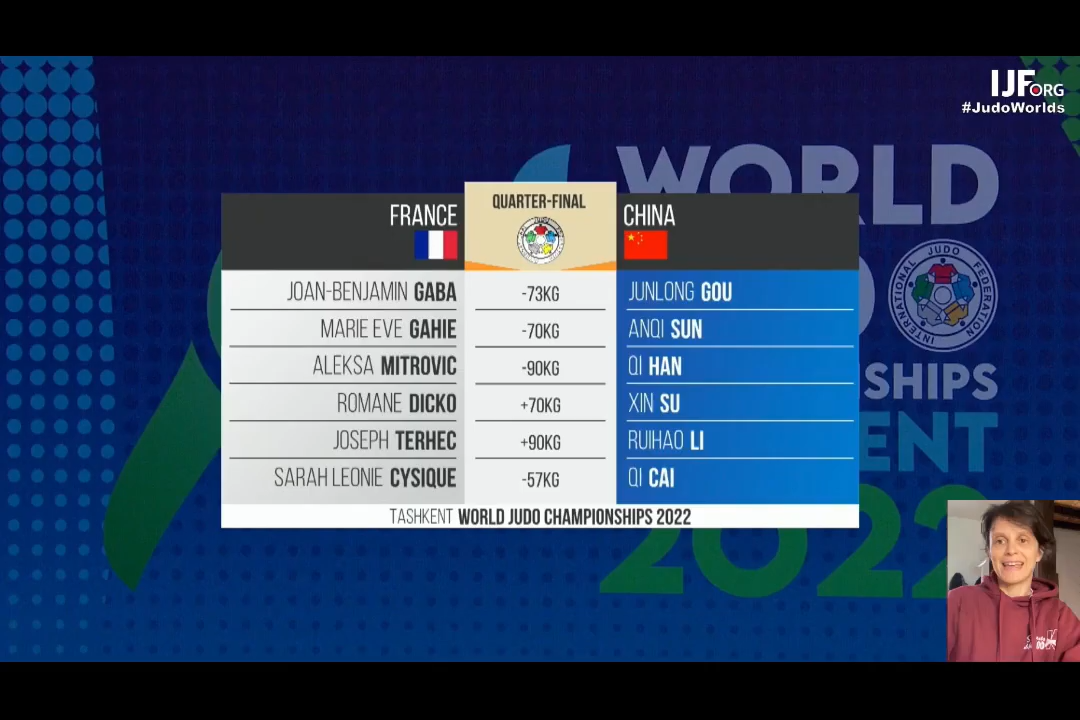 IJF.ORG
#JudoWorlds
WORLD
FRANCE QUARTER-FINAL CHINA
JOAN-BENJAMIN GABA -73KG JUNLONG GOU
MARIE EVE GAHIE -70KG ANQI SUN
ALEKSA MITROVIC -90KG QI HAN
ROMANE DICKO +70KG XIN SU
JOSEPH TERHEC +90KG RUIHAO LI
SARAH LEONIE CYSIQUE -57KG QI CAI
TASHKENT WORLD JUDO CHAMPIONSHIPS 2022
INTERNATIONAL JUDO FEDERATION
SHIPS
ENT
2022